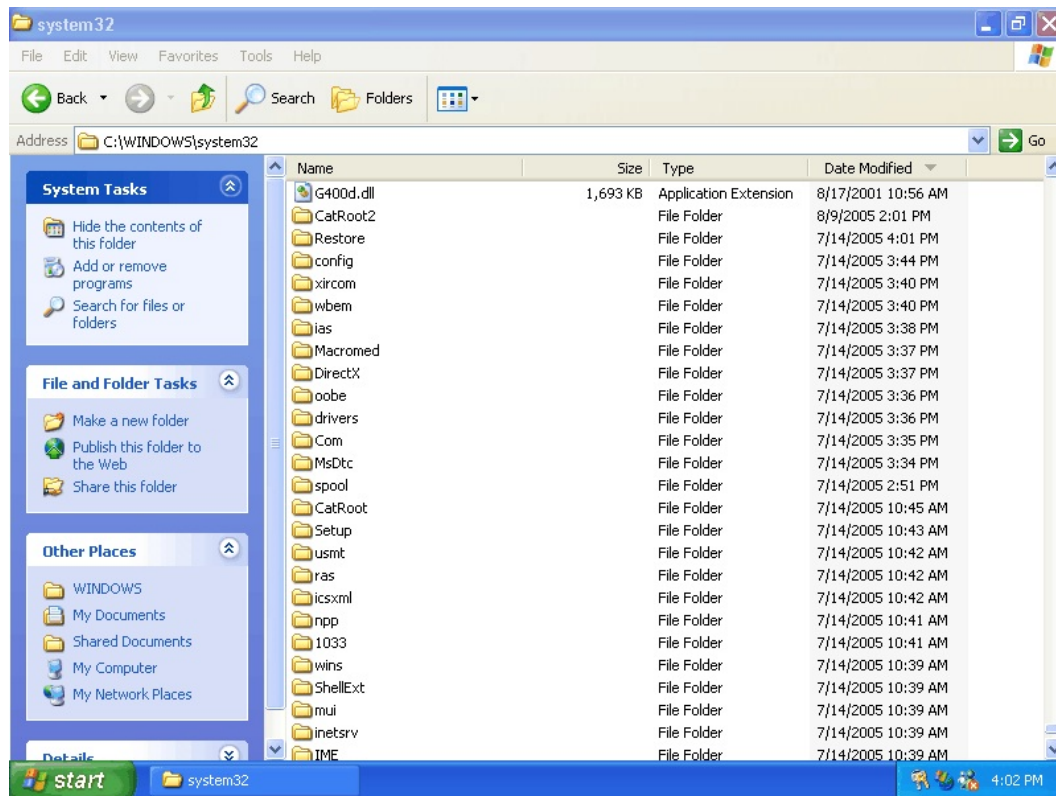 system32
File Edit View Favorites Tools Help
Back Search Folders
Address C:\WINDOWS\system32 Go
System Tasks
Hide the contents of
this folder
Add or remove
programs
Search for files or
folders
File and Folder Tasks
Make a new folder
Publish this folder to
the Web
Share this folder
Other Places
WINDOWS
My Documents
Shared Documents
My Computer
My Network Places
Details
Name Size Type Date Modified
G400d.dll 1,693 KB Application Extension 8/17/2001 10:56 AM
CatRoot2 File Folder 8/9/2005 2:01 PM
Restore File Folder 7/14/2005 4:01 PM
config File Folder 7/14/2005 3:44 PM
xircom File Folder 7/14/2005 3:40 PM
wbem File Folder 7/14/2005 3:40 PM
ias File Folder 7/14/2005 3:38 PM
Macromed File Folder 7/14/2005 3:37 PM
DirectX File Folder 7/14/2005 3:37 PM
oobe File Folder 7/14/2005 3:36 PM
drivers File Folder 7/14/2005 3:36 PM
Com File Folder 7/14/2005 3:35 PM
MsDtc File Folder 7/14/2005 3:34 PM
spool File Folder 7/14/2005 2:51 PM
CatRoot File Folder 7/14/2005 10:45 AM
Setup File Folder 7/14/2005 10:43 AM
usmt File Folder 7/14/2005 10:42 AM
ras File Folder 7/14/2005 10:42 AM
icsxml File Folder 7/14/2005 10:42 AM
npp File Folder 7/14/2005 10:41 AM
1033 File Folder 7/14/2005 10:41 AM
wins File Folder 7/14/2005 10:39 AM
ShellExt File Folder 7/14/2005 10:39 AM
mui File Folder 7/14/2005 10:39 AM
inetsrv File Folder 7/14/2005 10:39 AM
IME File Folder 7/14/2005 10:39 AM
start system32 4:02 PM